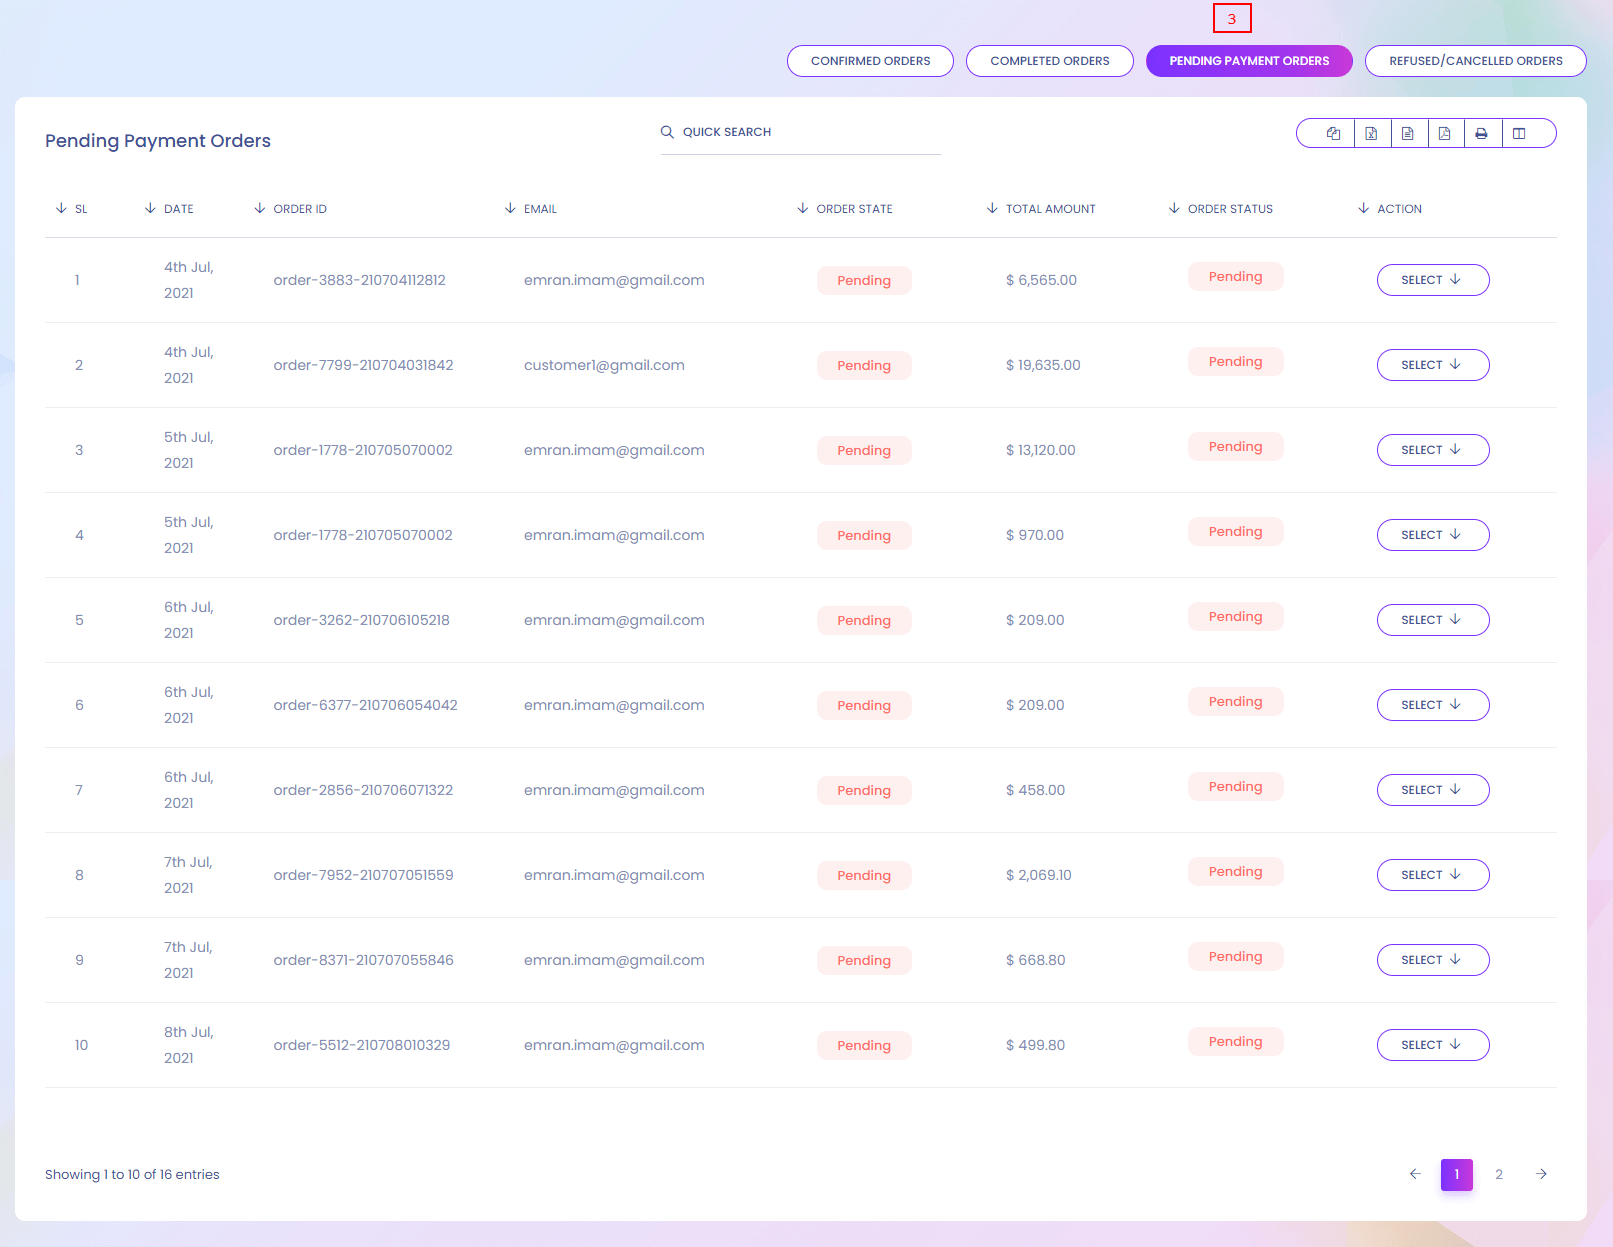 3
CONFIRMED ORDERS COMPLETED ORDERS PENDING PAYMENT ORDERS REFUSED/CANCELLED ORDERS
Pending Payment Orders QUICK SEARCH
SL DATE ORDER ID EMAIL ORDER STATE TOTAL AMOUNT ORDER STATUS ACTION
1 4th Jul, 2021 order-3883-210704112812 emran.imam@gmail.com Pending $ 6,565.00 Pending SELECT
2 4th Jul, 2021 order-7799-210704031842 customer1@gmail.com Pending $ 19,635.00 Pending SELECT
3 5th Jul, 2021 order-1778-210705070002 emran.imam@gmail.com Pending $ 13,120.00 Pending SELECT
4 5th Jul, 2021 order-1778-210705070002 emran.imam@gmail.com Pending $ 970.00 Pending SELECT
5 6th Jul, 2021 order-3262-210706105218 emran.imam@gmail.com Pending $ 209.00 Pending SELECT
6 6th Jul, 2021 order-6377-210706054042 emran.imam@gmail.com Pending $ 209.00 Pending SELECT
7 6th Jul, 2021 order-2856-210706071322 emran.imam@gmail.com Pending $ 458.00 Pending SELECT
8 7th Jul, 2021 order-7952-210707051559 emran.imam@gmail.com Pending $ 2,069.10 Pending SELECT
9 7th Jul, 2021 order-8371-210707055846 emran.imam@gmail.com Pending $ 668.80 Pending SELECT
10 8th Jul, 2021 order-5512-210708010329 emran.imam@gmail.com Pending $ 499.80 Pending SELECT
Showing 1 to 10 of 16 entries 1 2